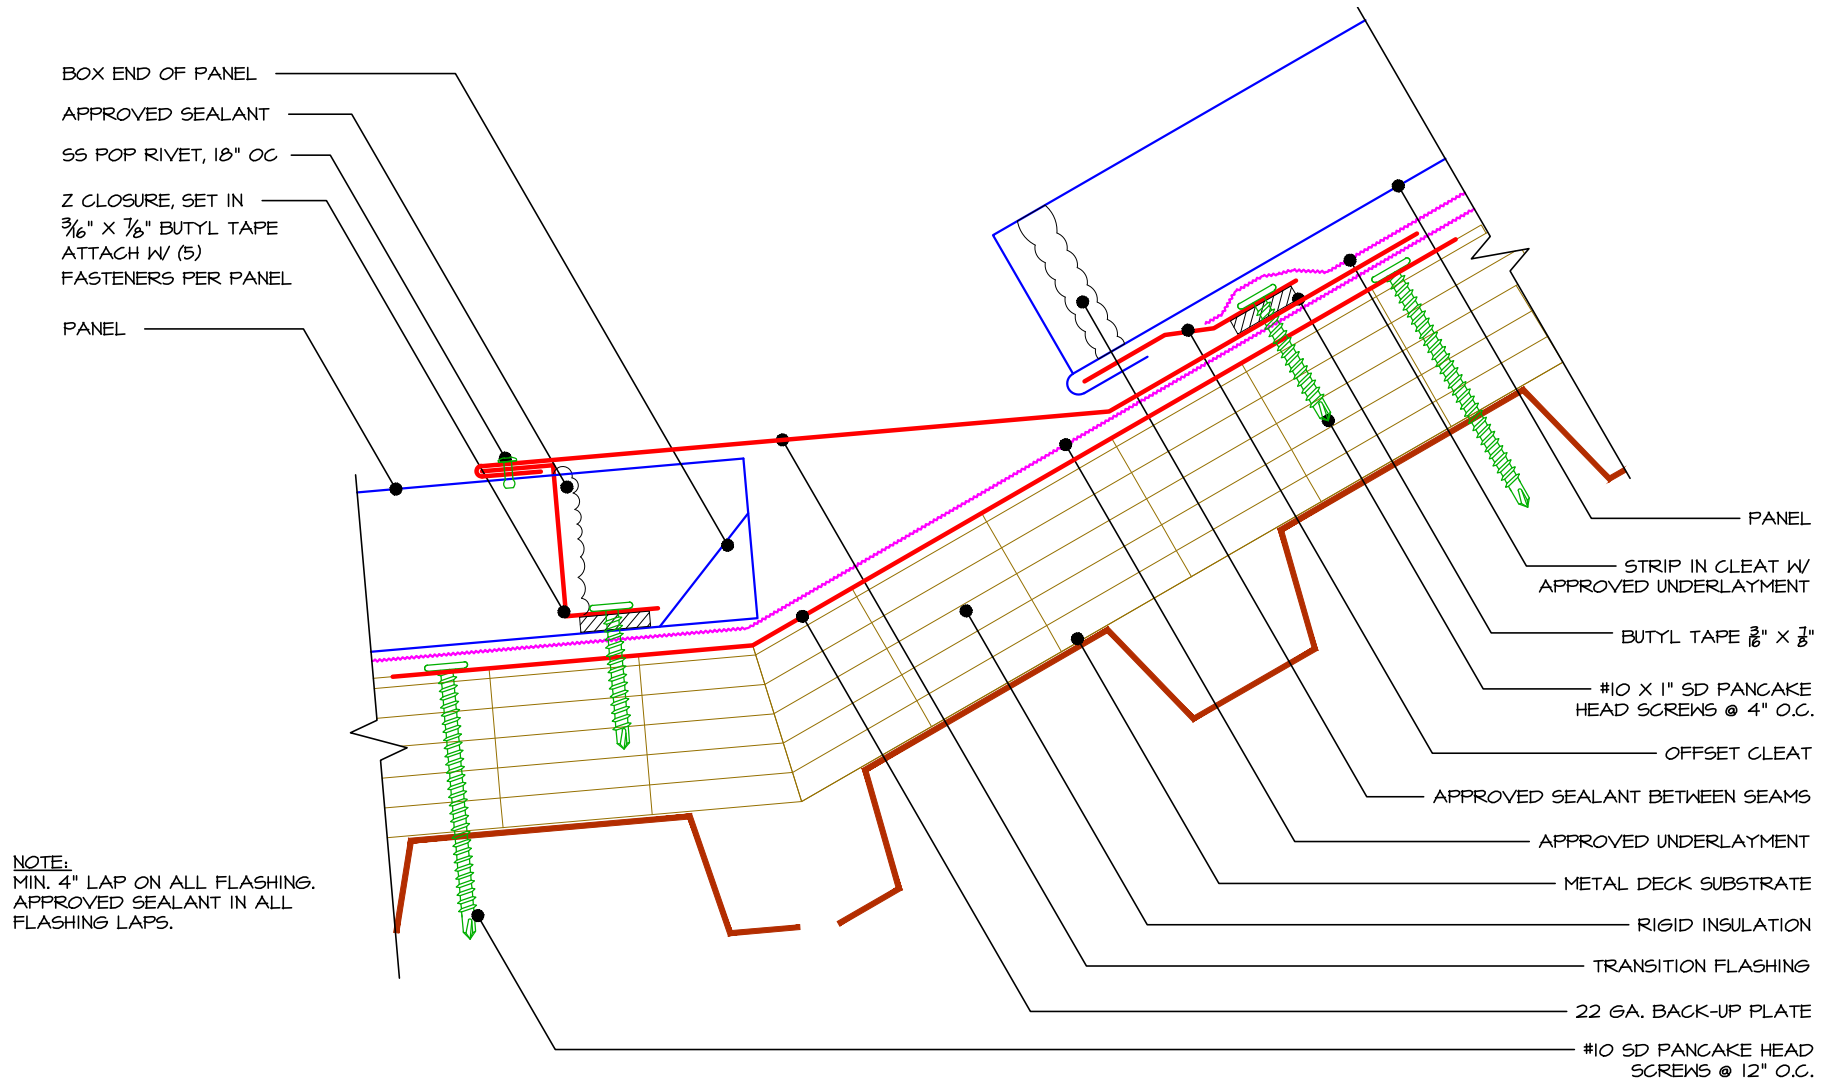 BOX END OF PANEL
APPROVED SEALANT
SS POP RIVET, 18" OC
Z CLOSURE, SET IN
3/16" X 7/8" BUTYL TAPE
ATTACH W/ (5)
FASTENERS PER PANEL
PANEL
NOTE:
MIN. 4" LAP ON ALL FLASHING.
APPROVED SEALANT IN ALL
FLASHING LAPS.
PANEL
STRIP IN CLEAT W/
APPROVED UNDERLAYMENT
BUTYL TAPE 3/16" X 7/8"
#10 X 1" SD PANCAKE
HEAD SCREWS @ 4" O.C.
OFFSET CLEAT
APPROVED SEALANT BETWEEN SEAMS
APPROVED UNDERLAYMENT
METAL DECK SUBSTRATE
RIGID INSULATION
TRANSITION FLASHING
22 GA. BACK-UP PLATE
#10 SD PANCAKE HEAD
SCREWS @ 12" O.C.